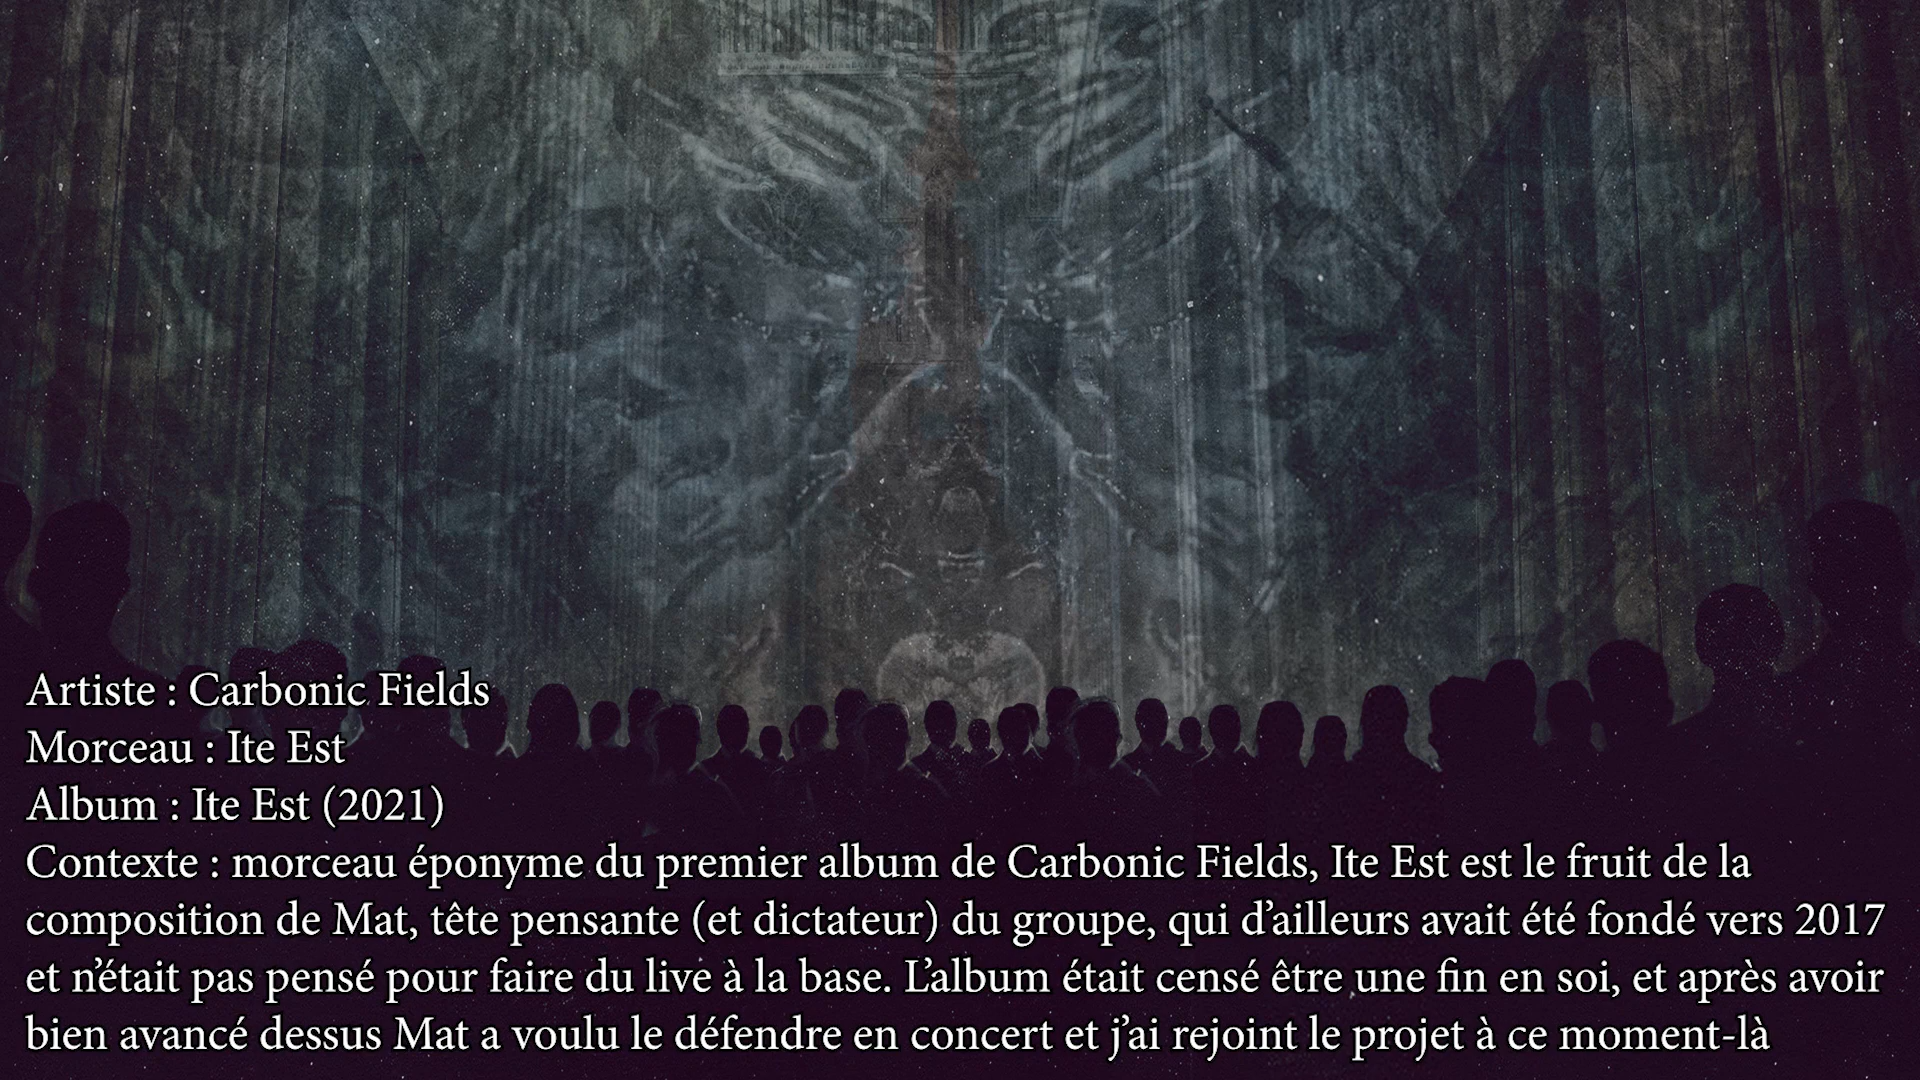 Artiste : Carbonic Fields
Morceau : Ite Est
Album : Ite Est (2021)
Contexte : morceau éponyme du premier album de Carbonic Fields, Ite Est est le fruit de la
composition de Mat, tête pensante (et dictateur) du groupe, qui d’ailleurs avait été fondé vers 2017
et n’était pas pensé pour faire du live à la base. L’album était censé être une fin en soi, et après avoir
bien avancé dessus Mat a voulu le défendre en concert et j’ai rejoint le projet à ce moment-là